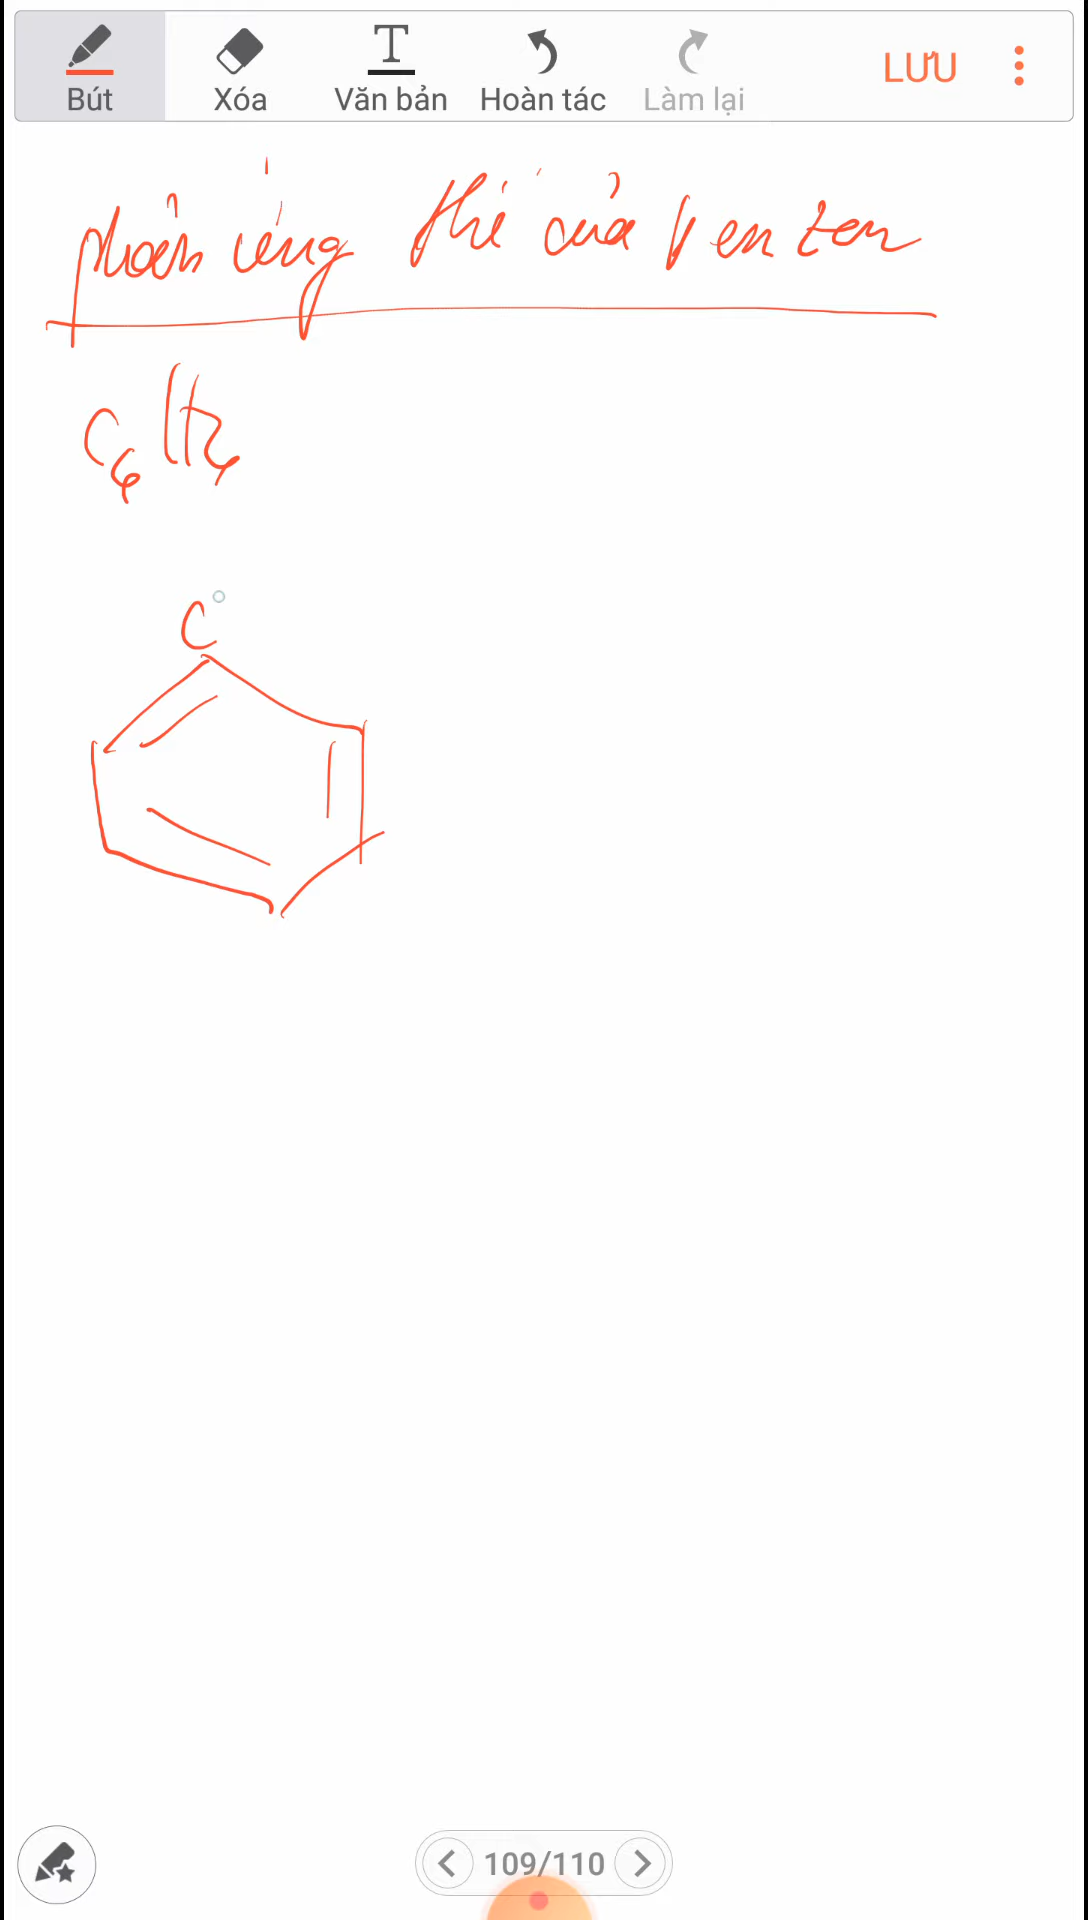 Bút Xóa Văn bản Hoàn tác Làm lại LƯU
phản ứng thế của benzen
C6H6
C
109/110